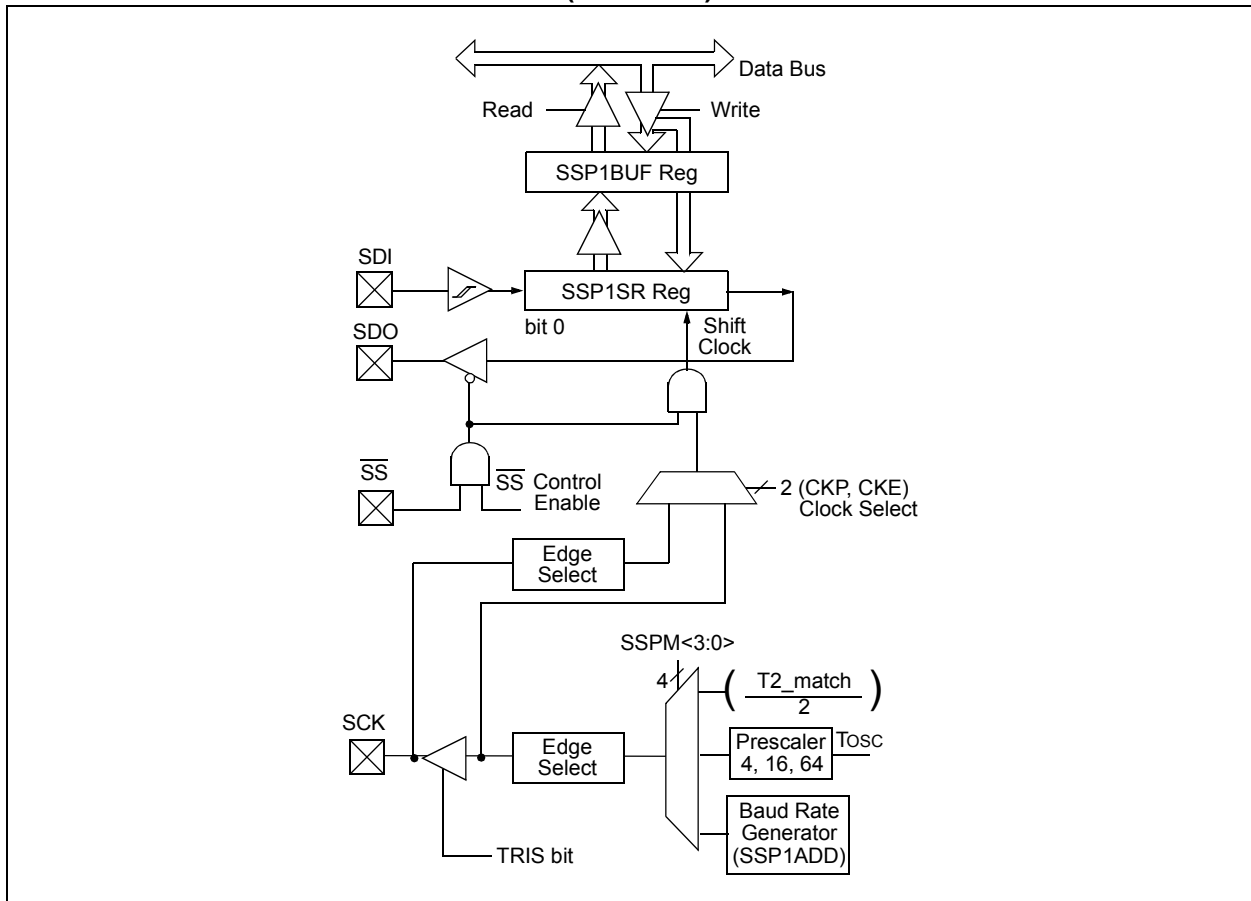 Data Bus
Read
Write
SSP1BUF Reg
SDI
SSP1SR Reg
bit 0
Shift
Clock
SDO
SS
SS Control
Enable
2 (CKP, CKE)
Clock Select
Edge
Select
SSPM<3:0>
4
( T2_match )
2
SCK
Edge
Select
Prescaler
4, 16, 64
TOSC
Baud Rate
Generator
(SSP1ADD)
TRIS bit